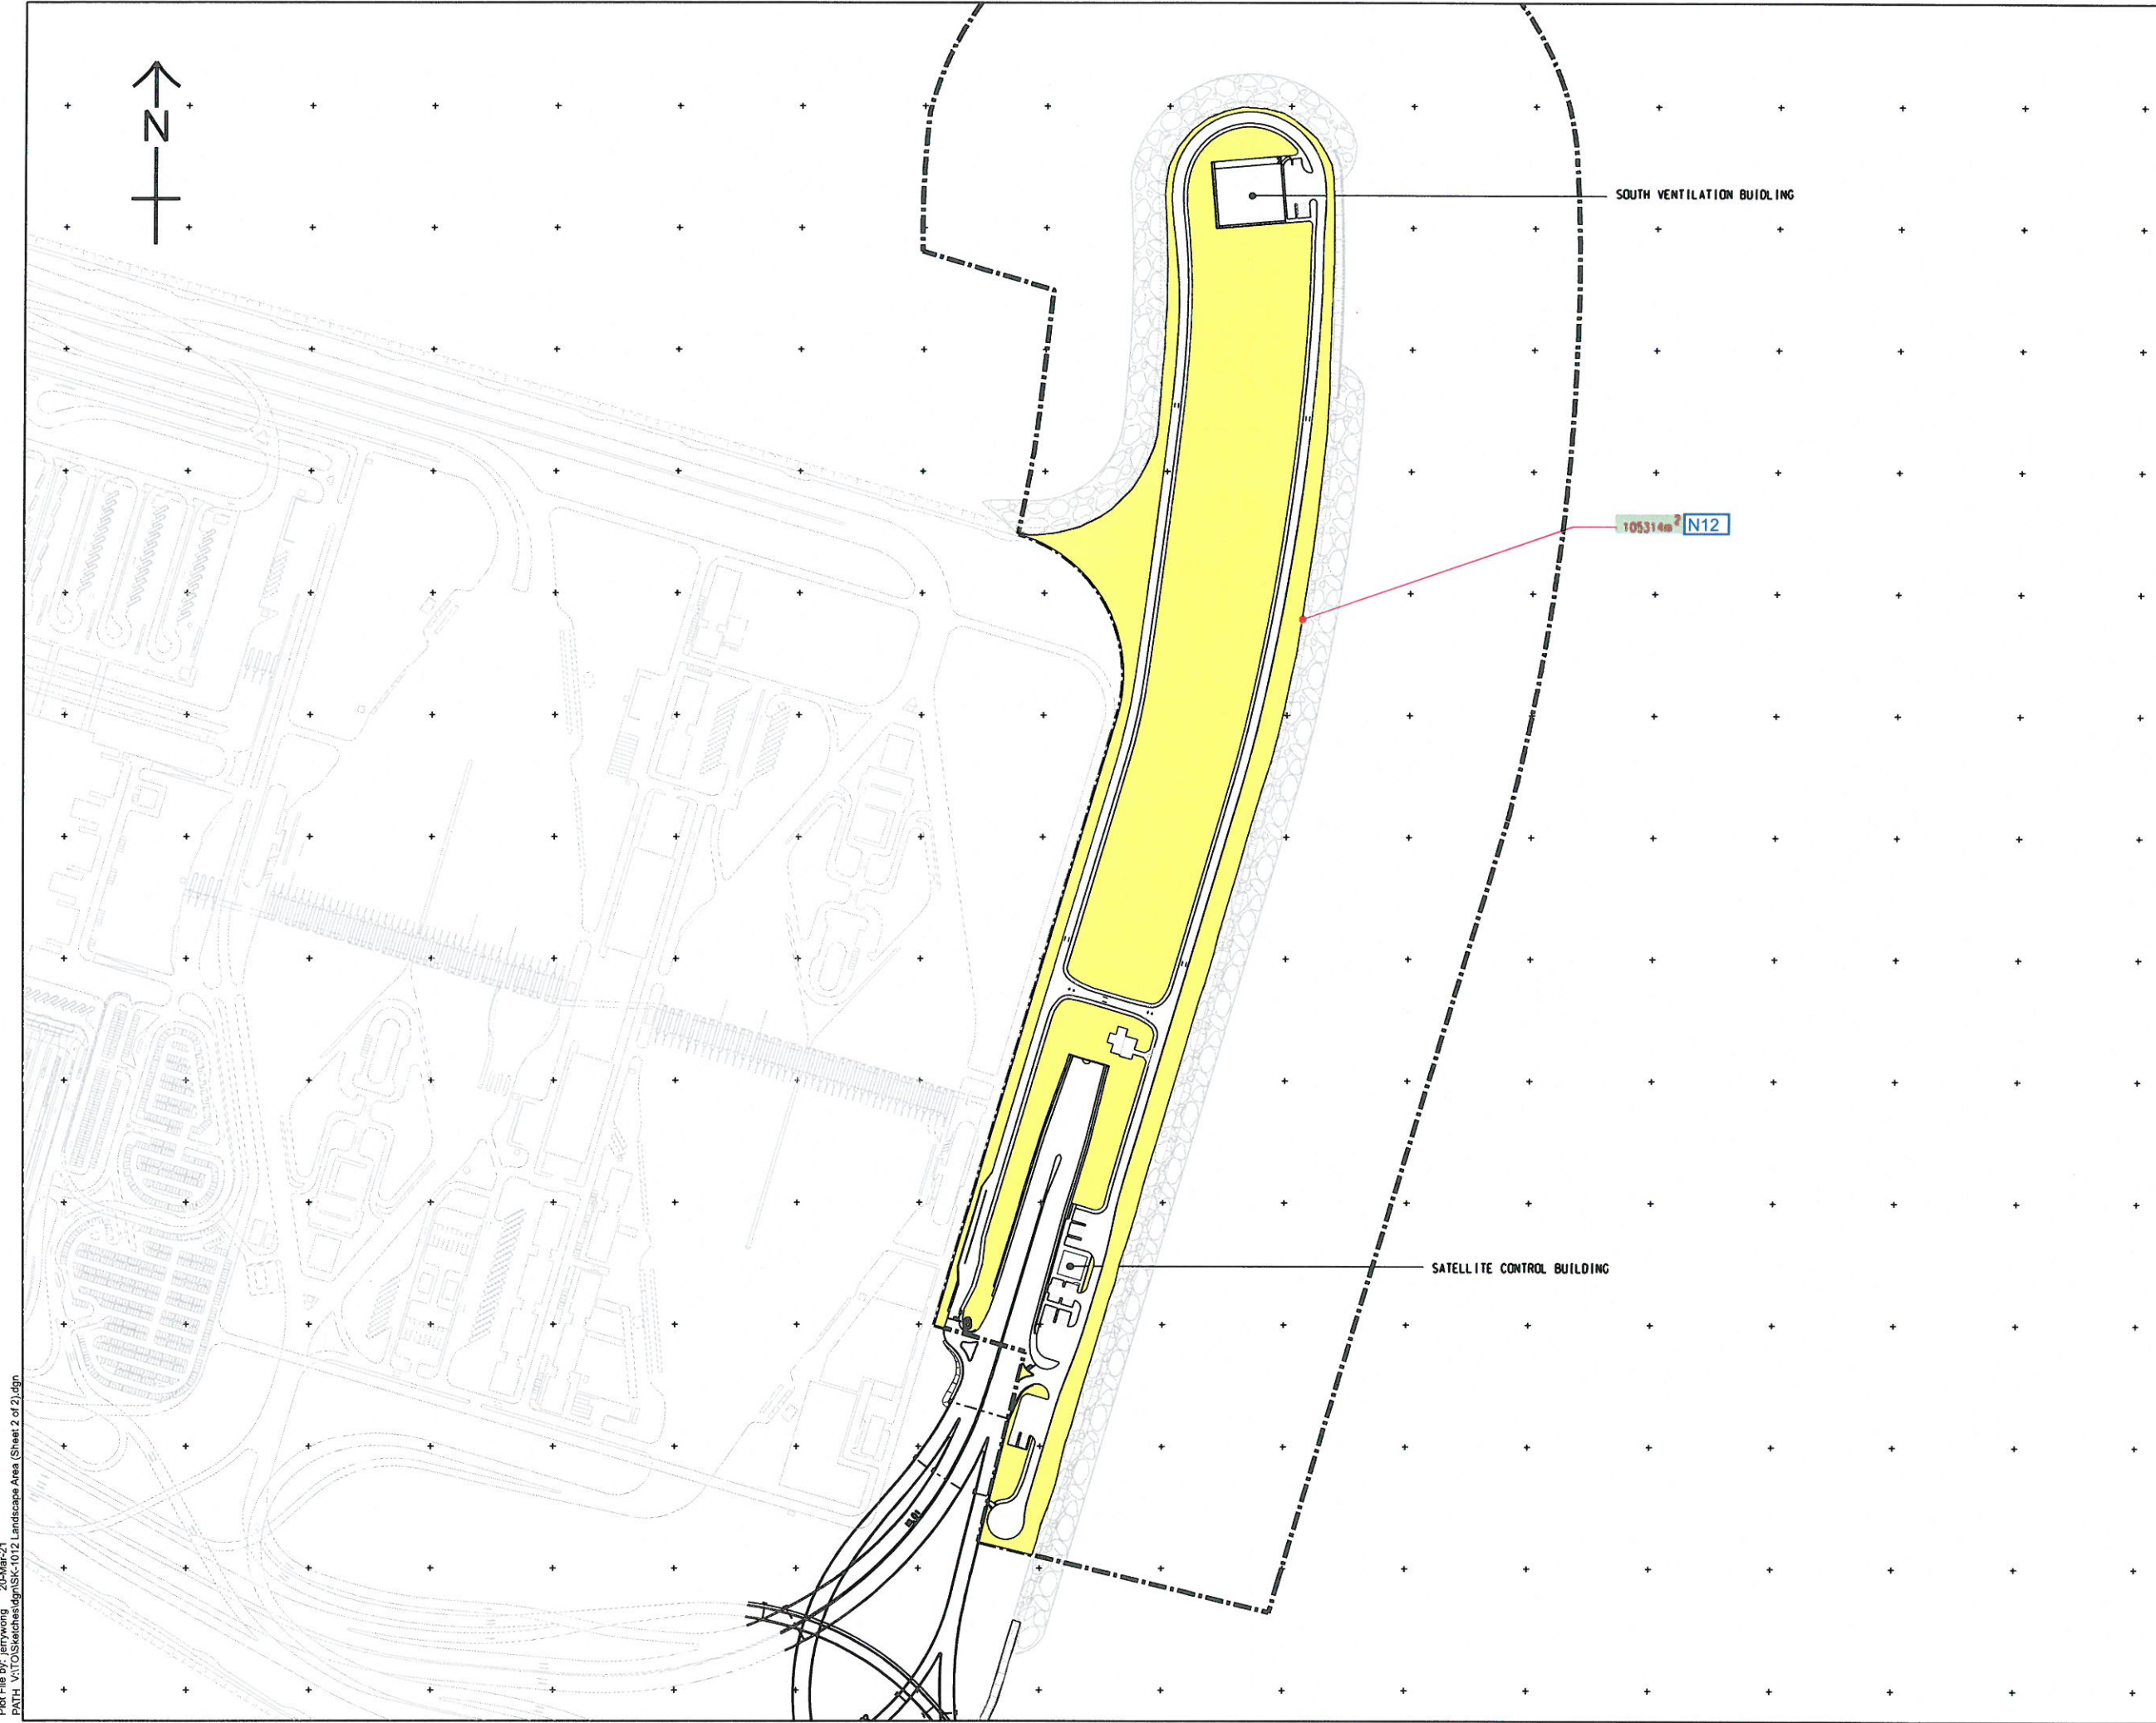 N
SOUTH VENTILATION BUIDLING
105314m² N12
SATELLITE CONTROL BUILDING
Plot File by: jerrywong 20-Mar-21
PATH V:\TO\Sketches\dgn\SK-1012 Landscape Area (Sheet 2 of 2).dgn